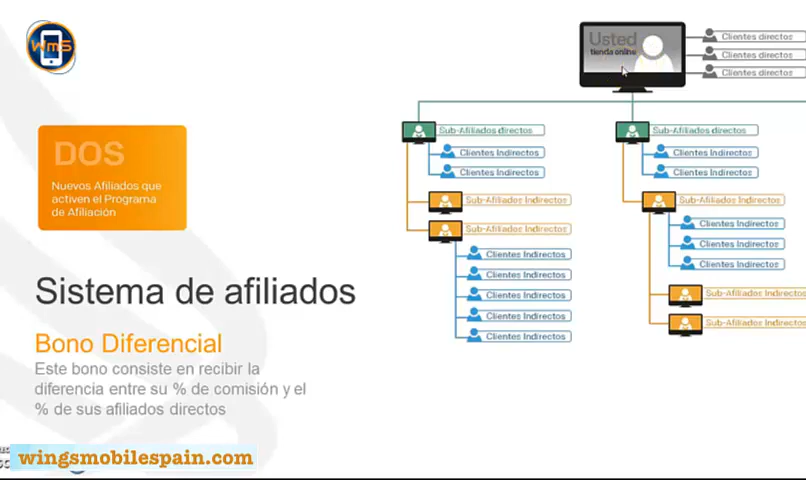 WmS
Usted
tienda online
Clientes directos
Clientes directos
Clientes directos
DOS
Nuevos Afiliados que
activen el Programa
de Afiliación
Sub-Afiliados directos
Clientes Indirectos
Clientes Indirectos
Sub-Afiliados Indirectos
Sub-Afiliados Indirectos
Clientes Indirectos
Clientes Indirectos
Clientes Indirectos
Clientes Indirectos
Clientes Indirectos
Sub-Afiliados directos
Clientes Indirectos
Clientes Indirectos
Sub-Afiliados Indirectos
Clientes Indirectos
Clientes Indirectos
Clientes Indirectos
Sub-Afiliados Indirectos
Sub-Afiliados Indirectos
Sistema de afiliados
Bono Diferencial
Este bono consiste en recibir la
diferencia entre su % de comisión y el
% de sus afiliados directos
wingsmobilespain.com